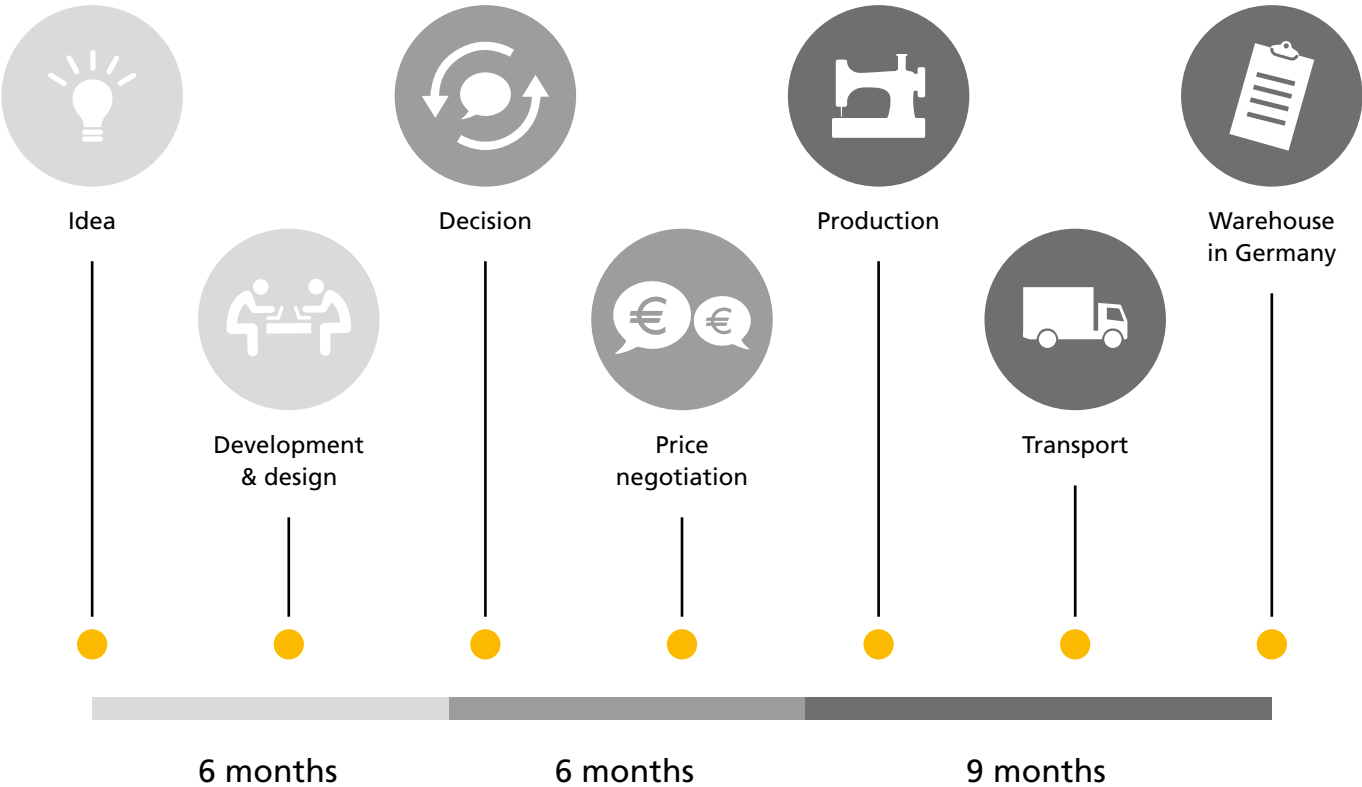 Idea
Decision
Production
Warehouse
in Germany
€
€
Development
& design
Price
negotiation
Transport
6 months
6 months
9 months